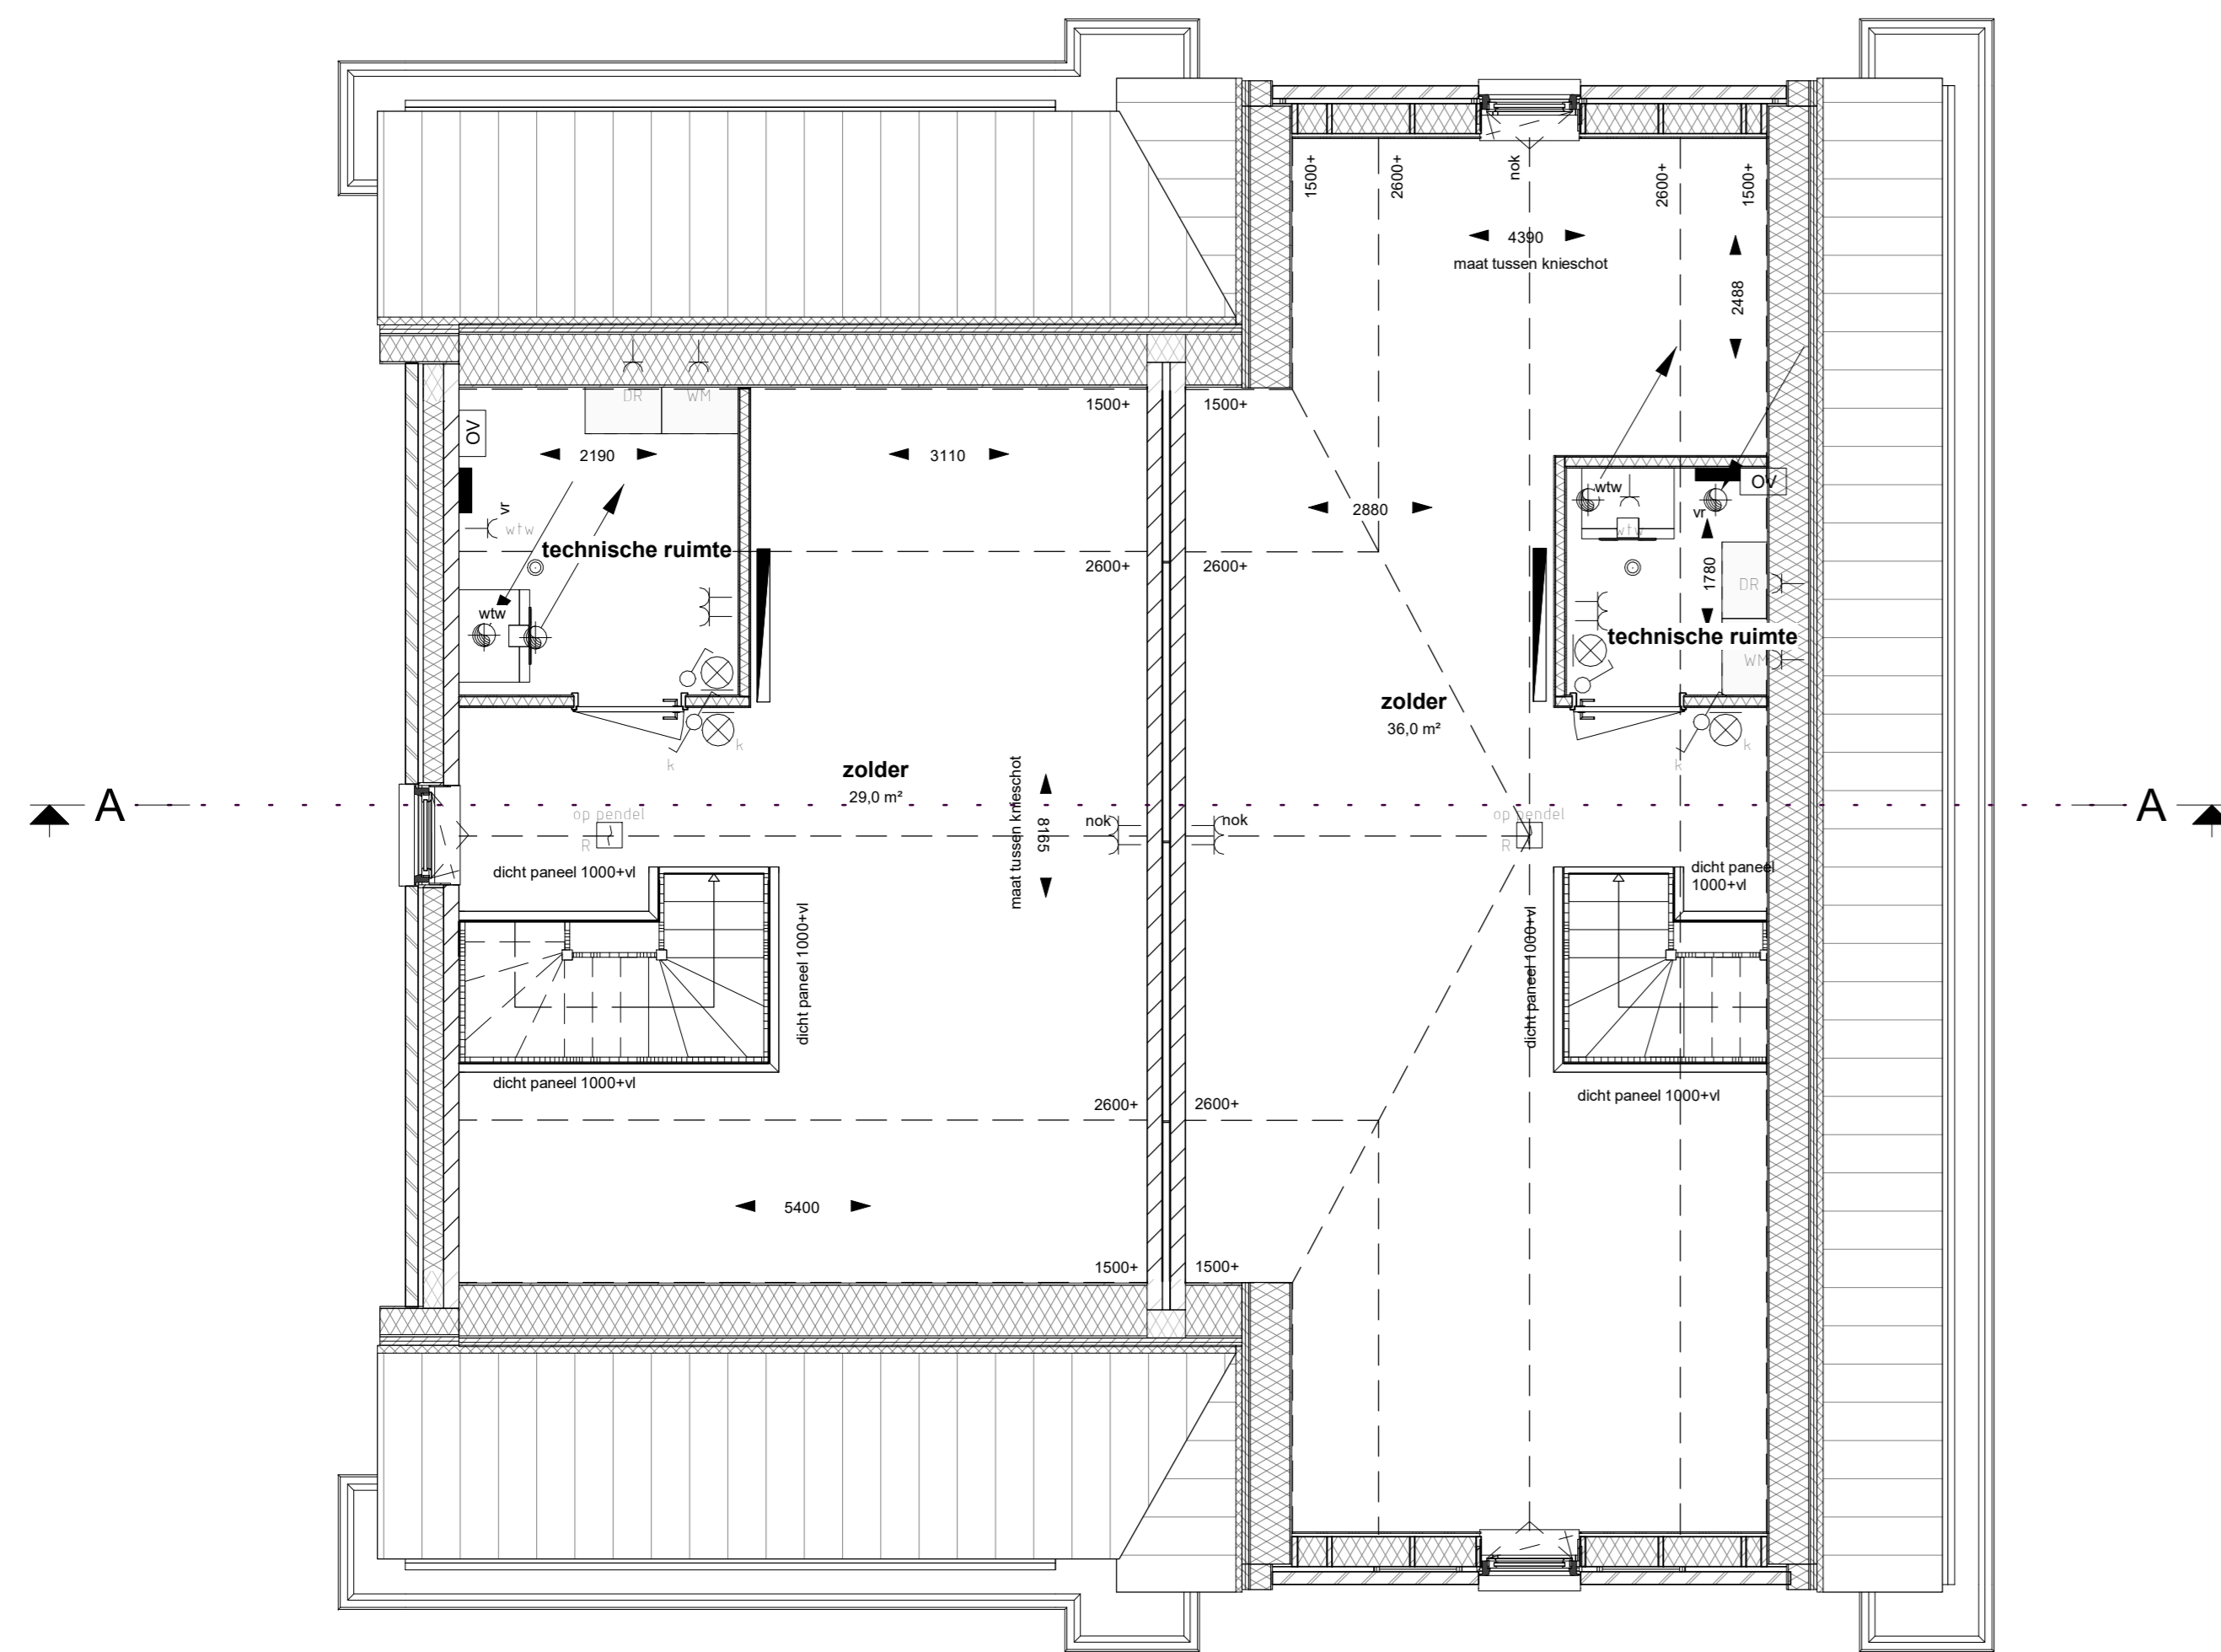 1500+
2600+
nok
2600+
1500+
4390
maat tussen knieschot
2488
DR
WM
1500+
1500+
OV
2190
3110
wtw
OV
vr
wtw
2880
vr
wtw
technische ruimte
2600+
2600+
1780
DR
wtw
technische ruimte
WM
zolder
36,0 m²
k
k
k
k
zolder
29,0 m²
maat tussen knieschot
8165
A
A
op pendel
R
nok
nok
op pendel
R
dicht paneel 1000+vl
dicht paneel
1000+vl
dicht paneel 1000+vl
dicht paneel 1000+vl
dicht paneel 1000+vl
dicht paneel 1000+vl
2600+
2600+
5400
1500+
1500+